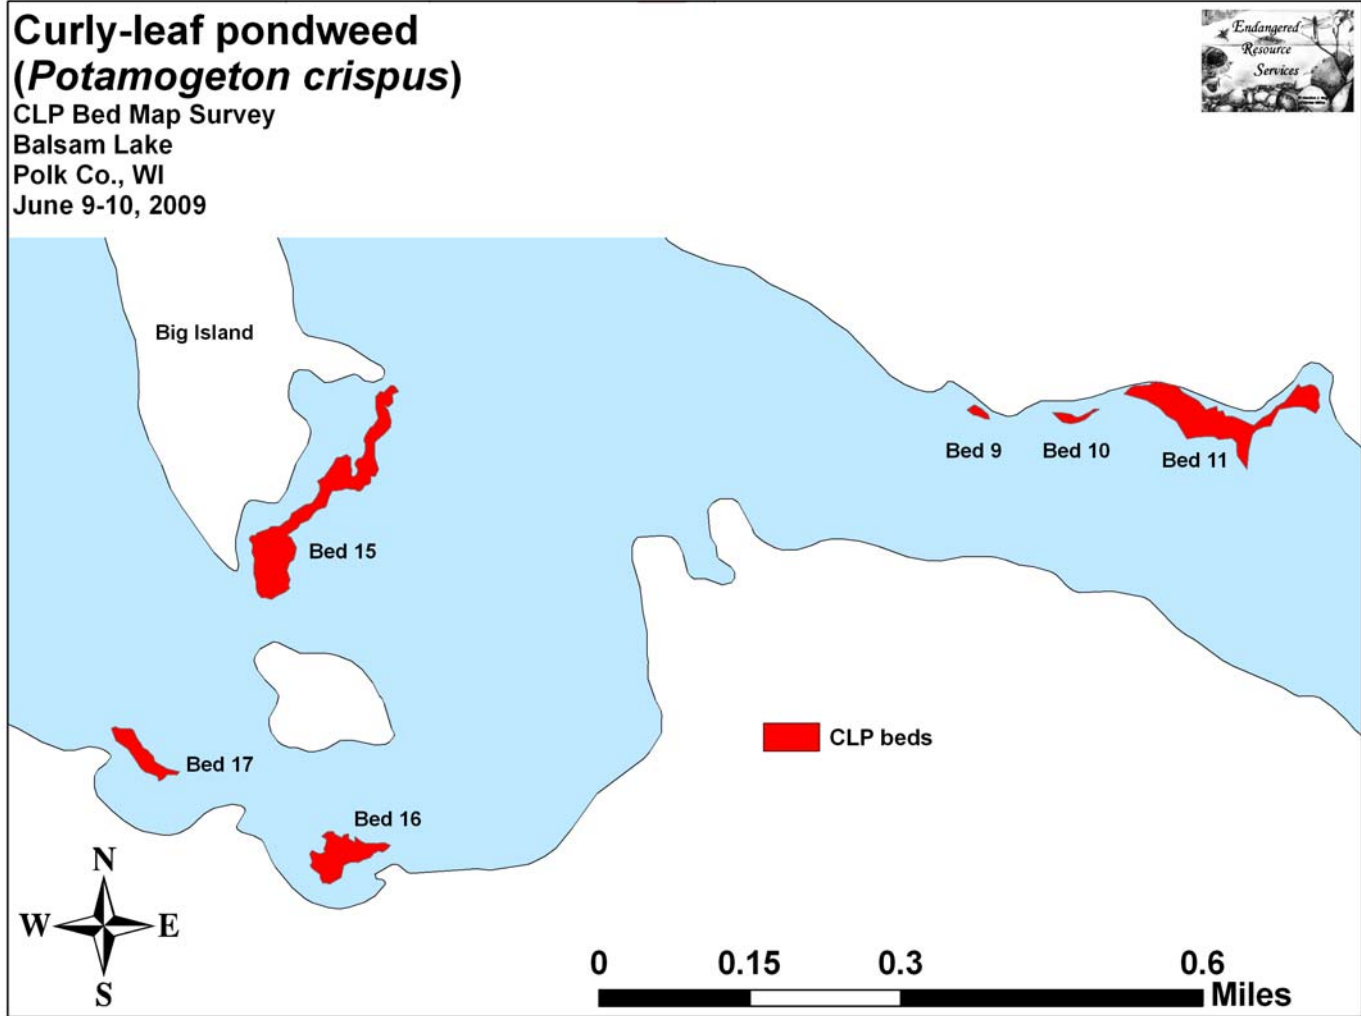 Curly-leaf pondweed
(Potamogeton crispus)
CLP Bed Map Survey
Balsam Lake
Polk Co., WI
June 9-10, 2009
Endangered
Resource
Services
Big Island
Bed 9
Bed 10
Bed 11
Bed 15
CLP beds
Bed 17
Bed 16
N
W
E
S
0
0.15
0.3
0.6
Miles